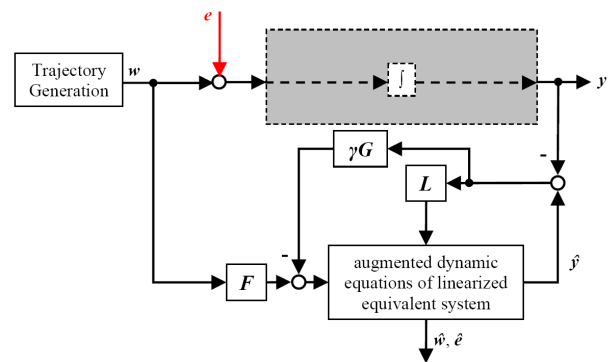 e
Trajectory
Generation
w
∫
y
γG
-
L
-
F
augmented dynamic
equations of linearized
equivalent system
ŷ
ŵ, ê